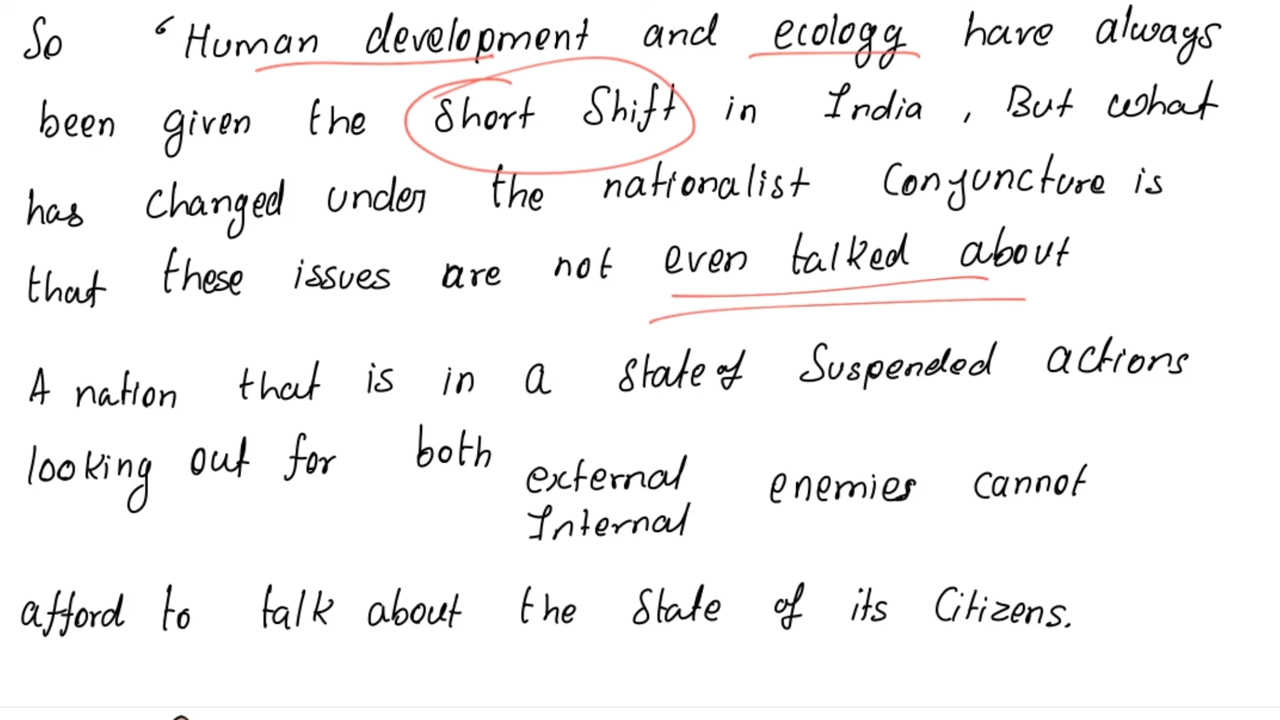 So ‘Human development and ecology have always
been given the Short Shift in India, But what
has changed under the nationalist Conjuncture is
that these issues are not even talked about
A nation that is in a State of Suspended actions
looking out for both external enemies cannot
Internal
afford to talk about the State of its Citizens.